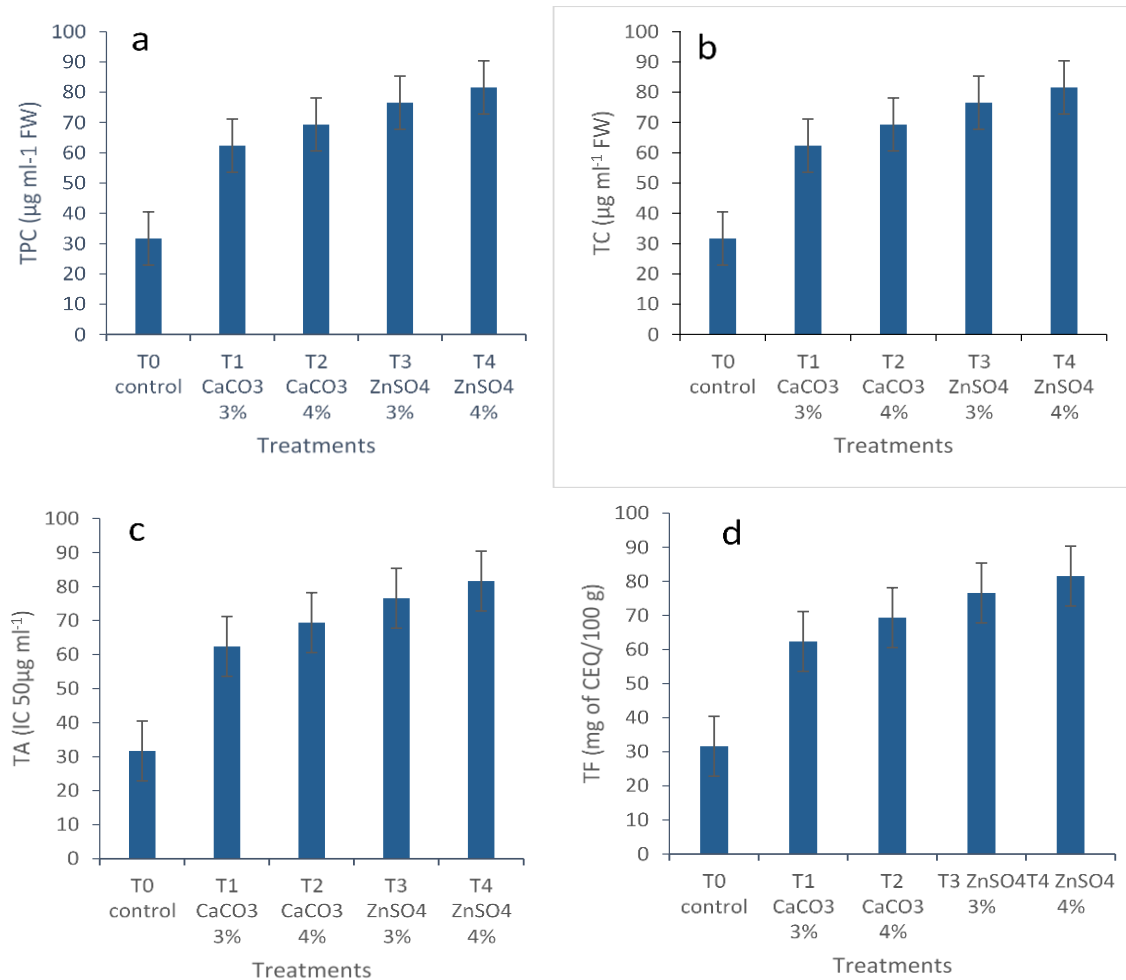 a
TPC (µg ml-1 FW)
100
90
80
70
60
50
40
30
20
10
0
T0 T1 T2 T3 T4
control CaCO3 CaCO3 ZnSO4 ZnSO4
3% 4% 3% 4%
Treatments
b
TC (µg ml⁻¹ FW)
100
90
80
70
60
50
40
30
20
10
0
T0 T1 T2 T3 T4
control CaCO3 CaCO3 ZnSO4 ZnSO4
3% 4% 3% 4%
Treatments
c
TA (IC 50µg ml⁻¹)
100
90
80
70
60
50
40
30
20
10
0
T0 T1 T2 T3 T4
control CaCO3 CaCO3 ZnSO4 ZnSO4
3% 4% 3% 4%
Treatments
d
TF (mg of CEQ/100 g)
100
90
80
70
60
50
40
30
20
10
0
T0 T1 T2 T3 ZnSO4 T4 ZnSO4
control CaCO3 CaCO3 3% 4%
3% 4%
Treatments